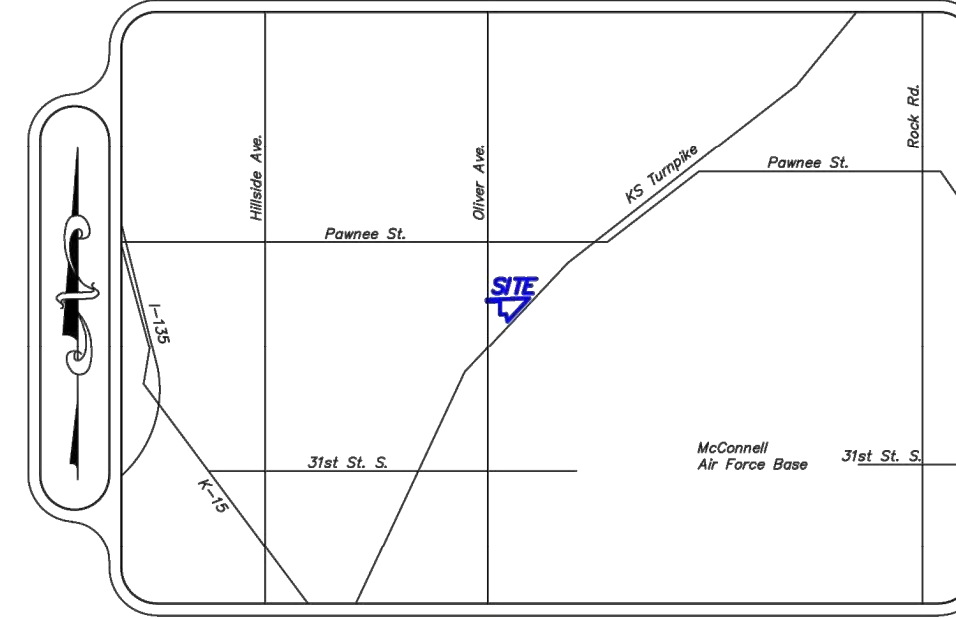 Hillside Ave.
Oliver Ave.
KS Turnpike
Rock Rd.
Pawnee St.
Pawnee St.
SITE
I-135
McConnell
Air Force Base
31st St. S.
31st St. S.
K-15